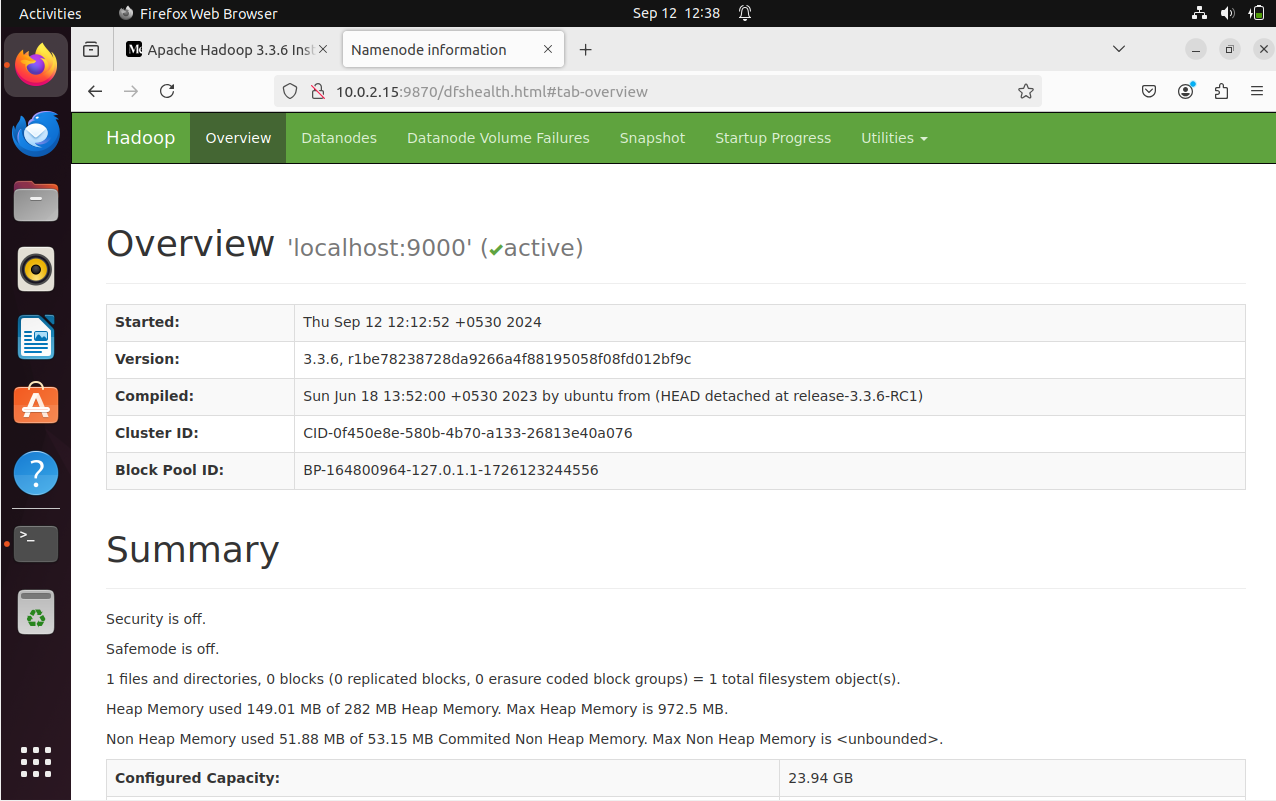 Activities Firefox Web Browser Sep 12 12:38
Apache Hadoop 3.3.6 Inst Namenode information
10.0.2.15:9870/dfshealth.html#tab-overview
Hadoop Overview Datanodes Datanode Volume Failures Snapshot Startup Progress Utilities
Overview 'localhost:9000' (✔active)
Started: Thu Sep 12 12:12:52 +0530 2024
Version: 3.3.6, r1be78238728da9266a4f88195058f08fd012bf9c
Compiled: Sun Jun 18 13:52:00 +0530 2023 by ubuntu from (HEAD detached at release-3.3.6-RC1)
Cluster ID: CID-0f450e8e-580b-4b70-a133-26813e40a076
Block Pool ID: BP-164800964-127.0.1.1-1726123244556
Summary
Security is off.
Safemode is off.
1 files and directories, 0 blocks (0 replicated blocks, 0 erasure coded block groups) = 1 total filesystem object(s).
Heap Memory used 149.01 MB of 282 MB Heap Memory. Max Heap Memory is 972.5 MB.
Non Heap Memory used 51.88 MB of 53.15 MB Commited Non Heap Memory. Max Non Heap Memory is <unbounded>.
Configured Capacity: 23.94 GB